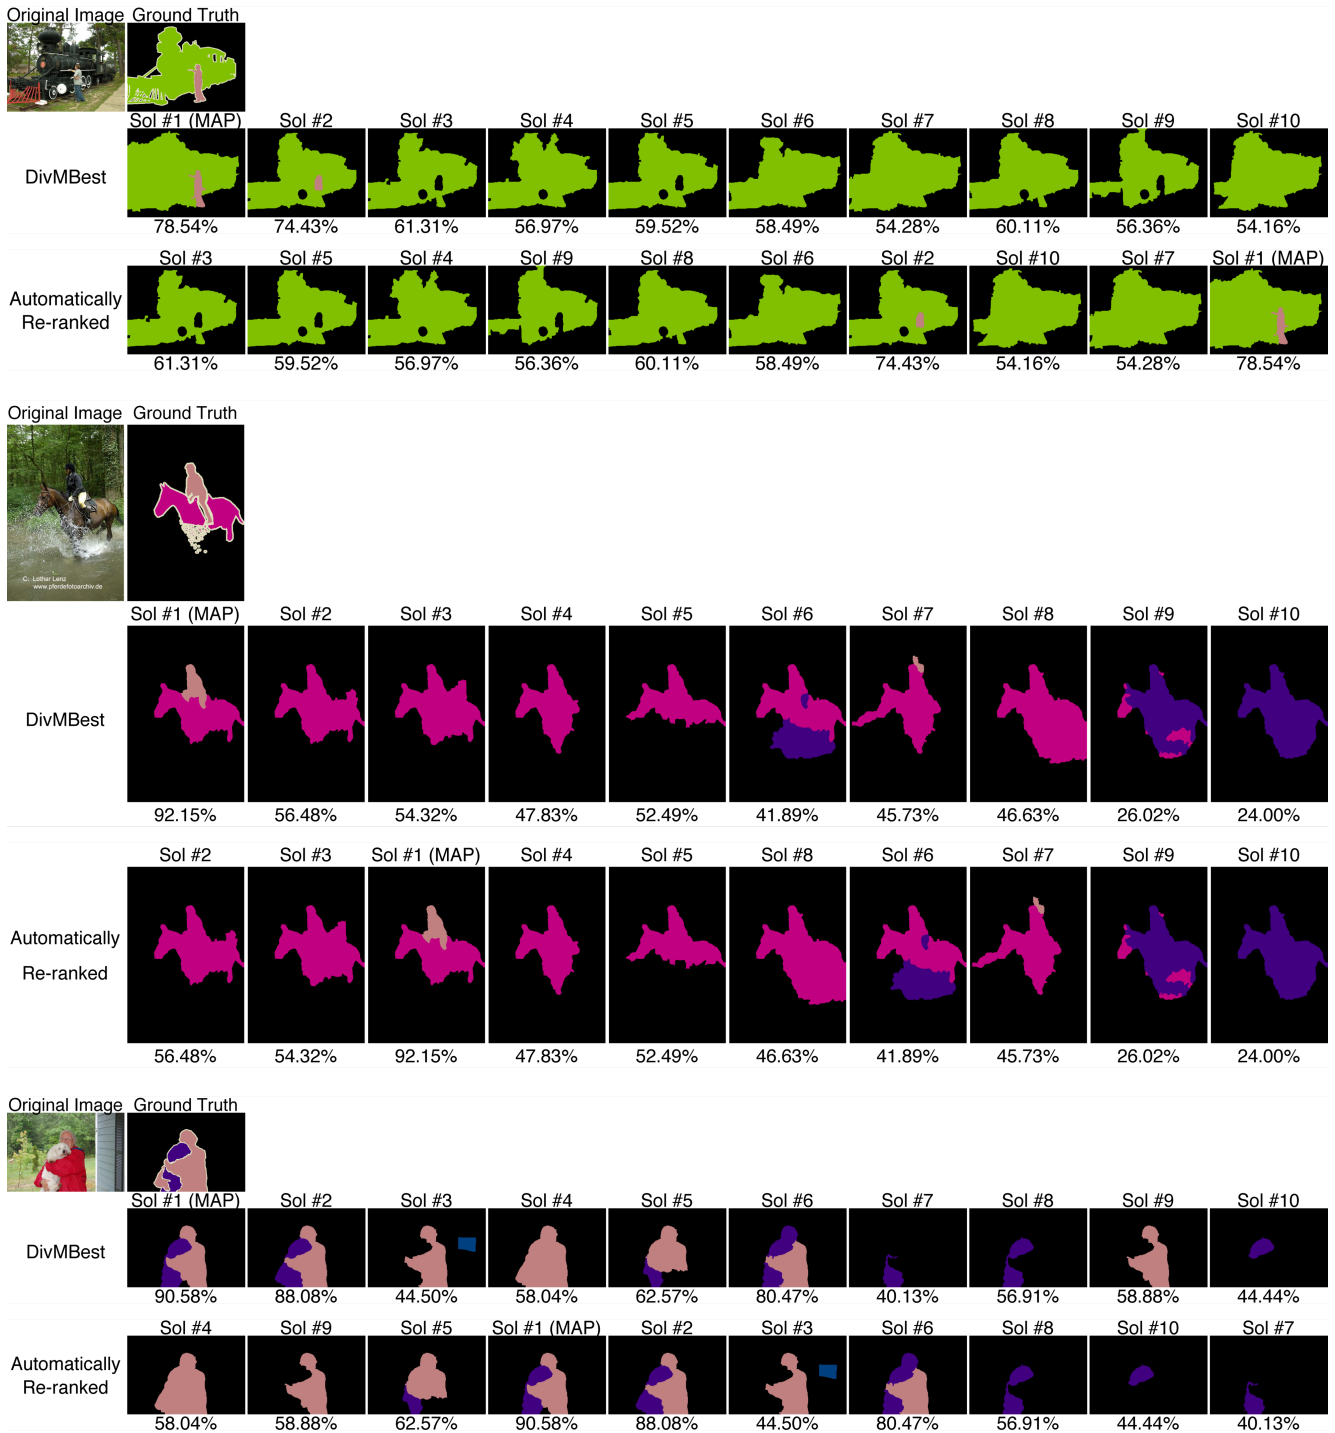 Original Image Ground Truth
Sol #1 (MAP) Sol #2 Sol #3 Sol #4 Sol #5 Sol #6 Sol #7 Sol #8 Sol #9 Sol #10
DivMBest
78.54% 74.43% 61.31% 56.97% 59.52% 58.49% 54.28% 60.11% 56.36% 54.16%
Sol #3 Sol #5 Sol #4 Sol #9 Sol #8 Sol #6 Sol #2 Sol #10 Sol #7 Sol #1 (MAP)
Automatically
Re-ranked
61.31% 59.52% 56.97% 56.36% 60.11% 58.49% 74.43% 54.16% 54.28% 78.54%
Original Image Ground Truth
C. Lothar Lenz
www.pferdefotoarchiv.de
Sol #1 (MAP) Sol #2 Sol #3 Sol #4 Sol #5 Sol #6 Sol #7 Sol #8 Sol #9 Sol #10
DivMBest
92.15% 56.48% 54.32% 47.83% 52.49% 41.89% 45.73% 46.63% 26.02% 24.00%
Sol #2 Sol #3 Sol #1 (MAP) Sol #4 Sol #5 Sol #8 Sol #6 Sol #7 Sol #9 Sol #10
Automatically
Re-ranked
56.48% 54.32% 92.15% 47.83% 52.49% 46.63% 41.89% 45.73% 26.02% 24.00%
Original Image Ground Truth
Sol #1 (MAP) Sol #2 Sol #3 Sol #4 Sol #5 Sol #6 Sol #7 Sol #8 Sol #9 Sol #10
DivMBest
90.58% 88.08% 44.50% 58.04% 62.57% 80.47% 40.13% 56.91% 58.88% 44.44%
Sol #4 Sol #9 Sol #5 Sol #1 (MAP) Sol #2 Sol #3 Sol #6 Sol #8 Sol #10 Sol #7
Automatically
Re-ranked
58.04% 58.88% 62.57% 90.58% 88.08% 44.50% 80.47% 56.91% 44.44% 40.13%